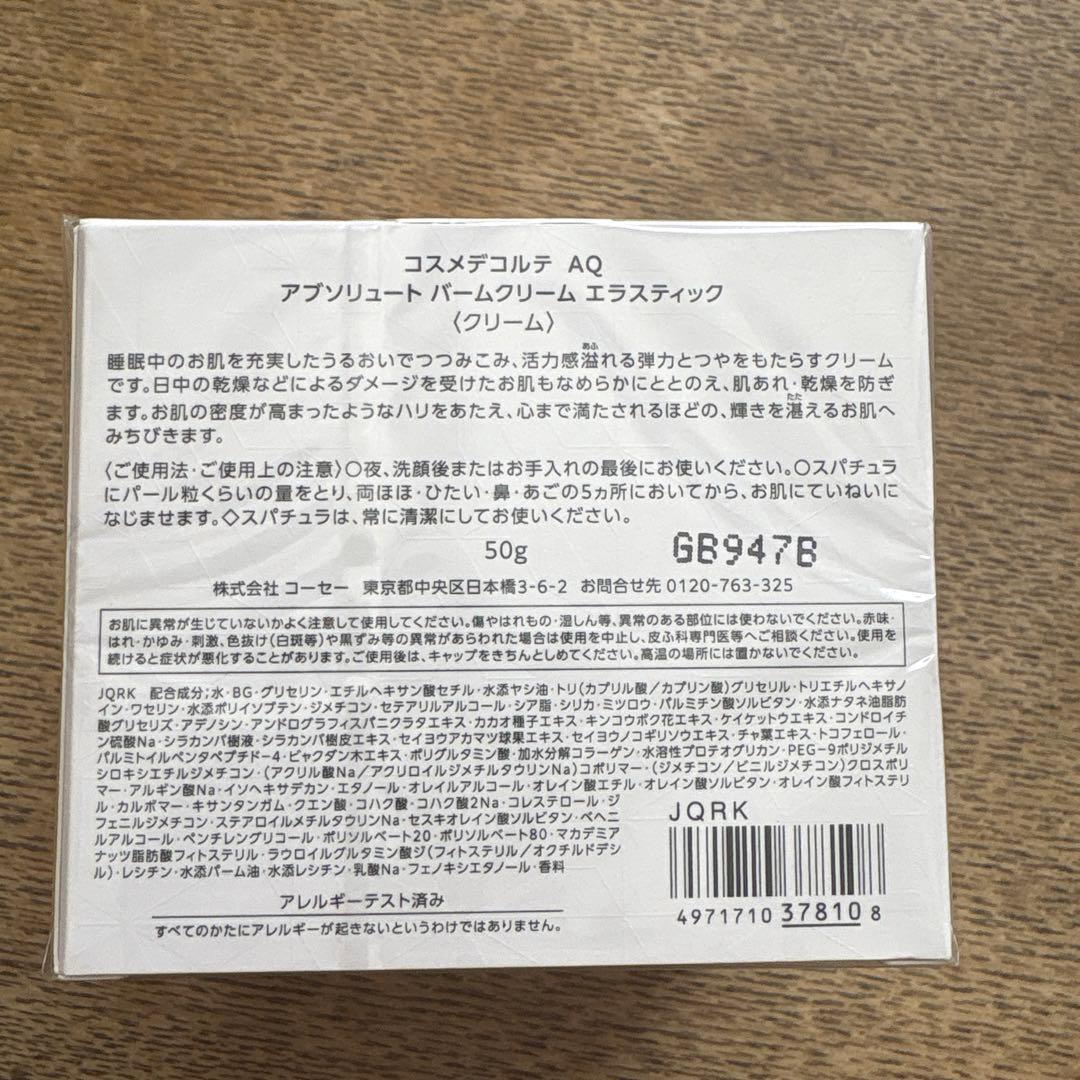 コスメデコルテ AQ
アブソリュート バームクリーム エラスティック
〈クリーム〉
睡眠中のお肌を充実したうるおいでつつみこみ、活力感溢れる弾力とつやをもたらすクリーム
あふ
です。日中の乾燥などによるダメージを受けたお肌もなめらかにととのえ、肌あれ・乾燥を防ぎ
ます。お肌の密度が高まったようなハリをあたえ、心まで満たされるほどの、輝きを湛えるお肌へ
たた
みちびきます。
〈ご使用法・ご使用上の注意〉○夜、洗顔後またはお手入れの最後にお使いください。○スパチュラ
にパール粒くらいの量をとり、両ほほ・ひたい・鼻・あごの5ヵ所においてから、お肌にていねいに
なじませます。◇スパチュラは、常に清潔にしてお使いください。
50g
GB947B
株式会社 コーセー 東京都中央区日本橋3-6-2 お問合せ先 0120-763-325
お肌に異常が生じていないかよく注意して使用してください。傷やはれもの・湿しん等、異常のある部位には使わないでください。赤味・
はれ・かゆみ・刺激、色抜け(白斑等)や黒ずみ等の異常があらわれた場合は使用を中止し、皮ふ科専門医等へご相談ください。使用を
続けると症状が悪化することがあります。ご使用後は、キャップをきちんとしめてください。高温の場所には置かないでください。
JQRK 配合成分;水・BG・グリセリン・エチルヘキサン酸セチル・水添ヤシ油・トリ(カプリル酸/カプリン酸)グリセリル・トリエチルヘキサノ
イン・ワセリン・水添ポリイソブテン・ジメチコン・セテアリルアルコール・シア脂・シリカ・ミツロウ・パルミチン酸ソルビタン・水添ナタネ油脂肪
酸グリセリズ・アデノシン・アンドログラフィスパニクラタエキス・カカオ種子エキス・キンコウボク花エキス・ケイケットウエキス・コンドロイチ
ン硫酸Na・シラカンバ樹液・シラカンバ樹皮エキス・セイヨウアカマツ球果エキス・セイヨウノコギリソウエキス・チャ葉エキス・トコフェロール・
パルミトイルペンタペプチド-4・ビャクダン木エキス・ポリグルタミン酸・加水分解コラーゲン・水溶性プロテオグリカン・PEG-9ポリジメチル
シロキシエチルジメチコン・(アクリル酸Na/アクリロイルジメチルタウリンNa)コポリマー・(ジメチコン/ビニルジメチコン)クロスポリ
マー・アルギン酸Na・イソヘキサデカン・エタノール・オレイルアルコール・オレイン酸エチル・オレイン酸ソルビタン・オレイン酸フィトステリ
ル・カルボマー・キサンタンガム・クエン酸・コハク酸・コハク酸2Na・コレステロール・ジ
フェニルジメチコン・ステアロイルメチルタウリンNa・セスキオレイン酸ソルビタン・ベヘニ
ルアルコール・ペンチレングリコール・ポリソルベート20・ポリソルベート80・マカデミア
ナッツ脂肪酸フィトステリル・ラウロイルグルタミン酸ジ(フィトステリル/オクチルドデシ
ル)・レシチン・水添パーム油・水添レシチン・乳酸Na・フェノキシエタノール・香料
アレルギーテスト済み
すべてのかたにアレルギーが起きないというわけではありません。
JQRK
4971710 37810 8